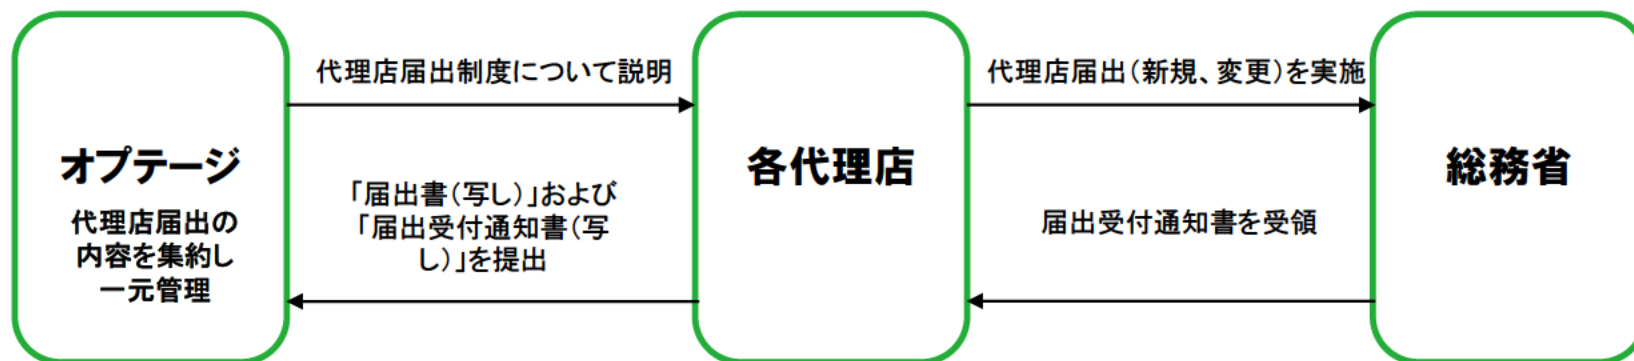 オプテージ
代理店届出の
内容を集約し
一元管理
代理店届出制度について説明
「届出書(写し)」および
「届出受付通知書(写
し)」を提出
各代理店
代理店届出(新規、変更)を実施
届出受付通知書を受領
総務省